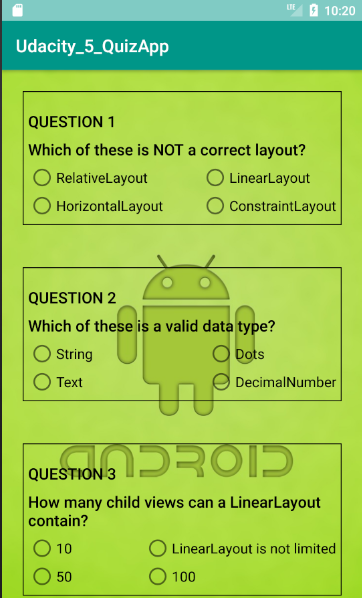 LTE 10:20
Udacity_5_QuizApp
QUESTION 1
Which of these is NOT a correct layout?
RelativeLayout LinearLayout
HorizontalLayout ConstraintLayout
QUESTION 2
Which of these is a valid data type?
String Dots
Text DecimalNumber
ANDROID
QUESTION 3
How many child views can a LinearLayout
contain?
10 LinearLayout is not limited
50 100